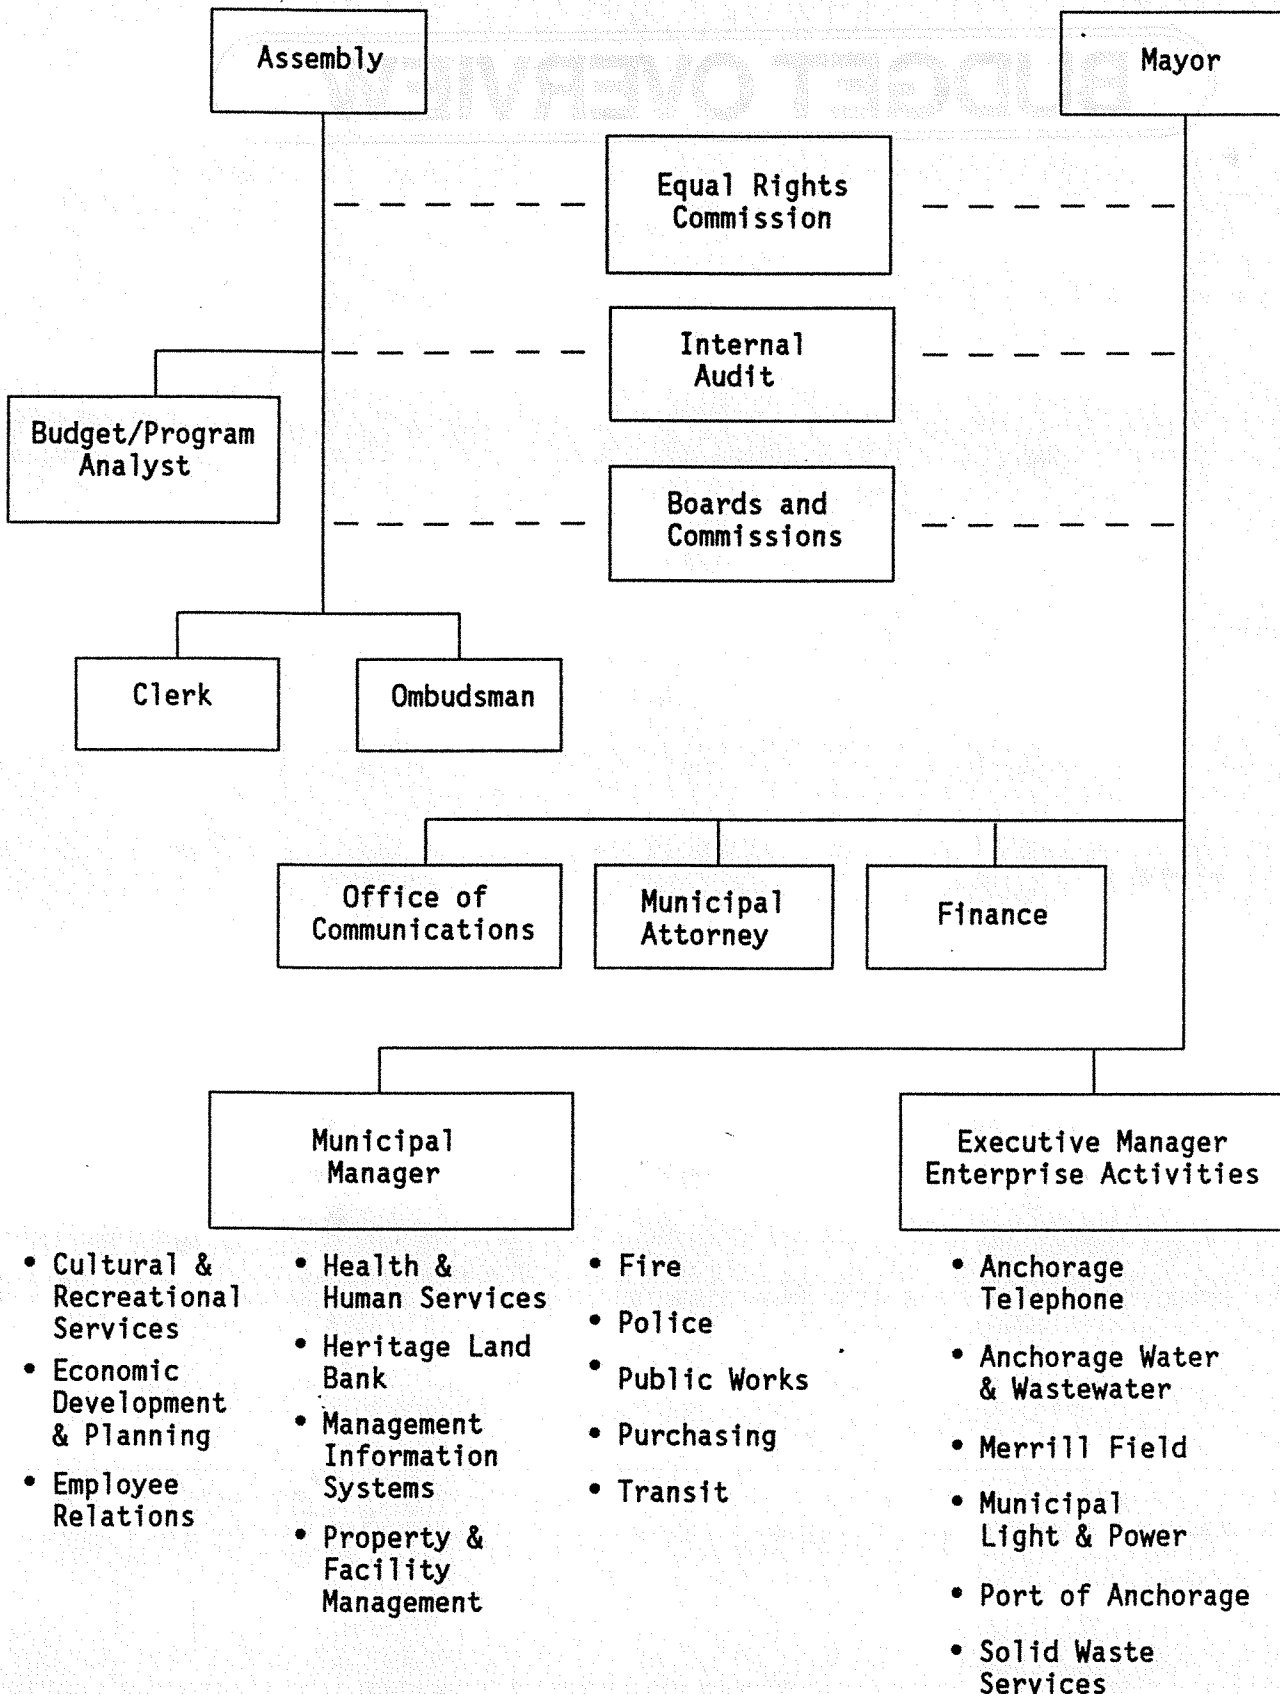 Assembly
Mayor
Equal Rights
Commission
Internal
Audit
Budget/Program
Analyst
Boards and
Commissions
Clerk
Ombudsman
Office of
Communications
Municipal
Attorney
Finance
Municipal
Manager
Executive Manager
Enterprise Activities
• Cultural &
Recreational
Services
• Economic
Development
& Planning
• Employee
Relations
• Health &
Human Services
• Heritage Land
Bank
• Management
Information
Systems
• Property &
Facility
Management
• Fire
• Police
• Public Works
• Purchasing
• Transit
• Anchorage
Telephone
• Anchorage Water
& Wastewater
• Merrill Field
• Municipal
Light & Power
• Port of Anchorage
• Solid Waste
Services
BUDGET OVERVIEW